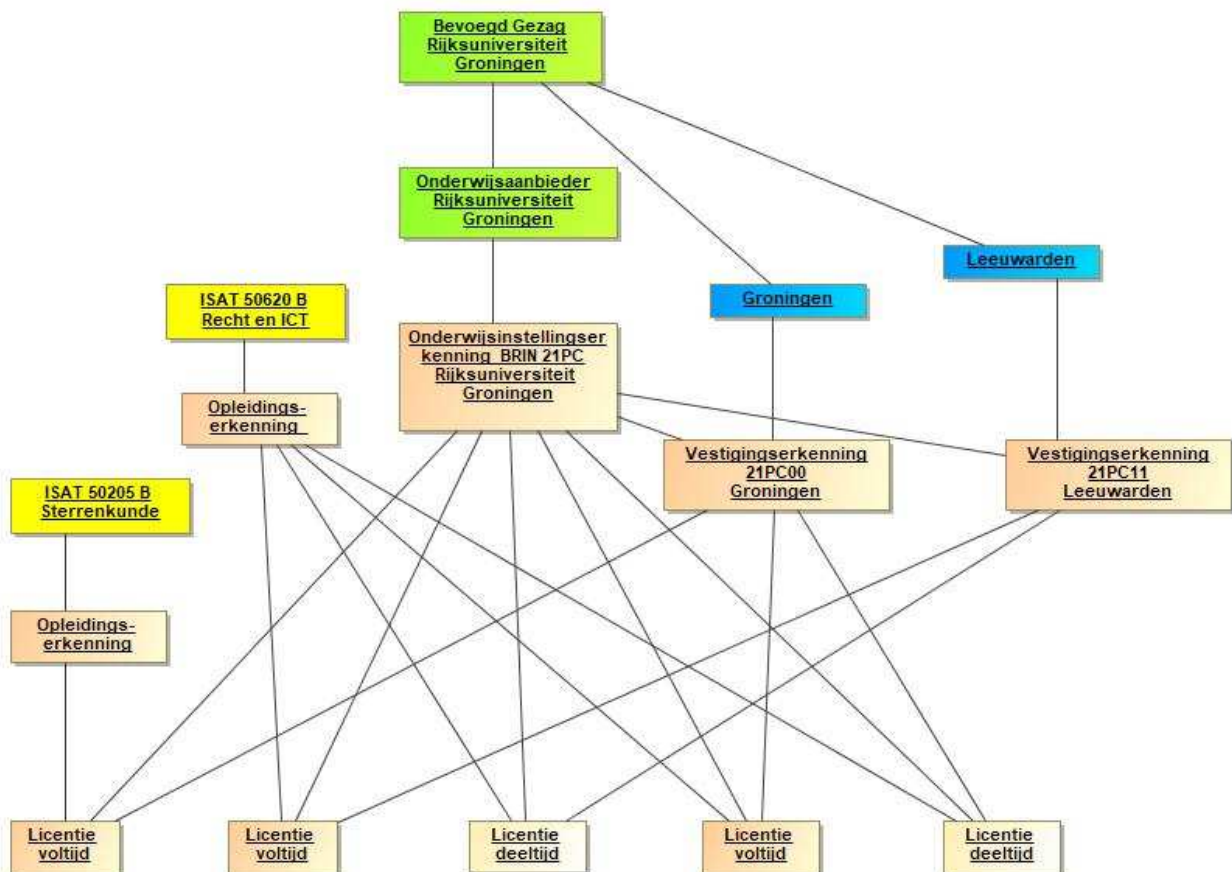 Bevoegd Gezag
Rijksuniversiteit
Groningen
Onderwijsaanbieder
Rijksuniversiteit
Groningen
Leeuwarden
Groningen
ISAT 50620 B
Recht en ICT
Onderwijsinstellingser
kenning BRIN 21PC
Rijksuniversiteit
Groningen
Opleidings-
erkenning
Vestigingserkenning
21PC00
Groningen
Vestigingserkenning
21PC11
Leeuwarden
ISAT 50205 B
Sterrenkunde
Opleidings-
erkenning
Licentie
voltijd
Licentie
voltijd
Licentie
deeltijd
Licentie
voltijd
Licentie
deeltijd